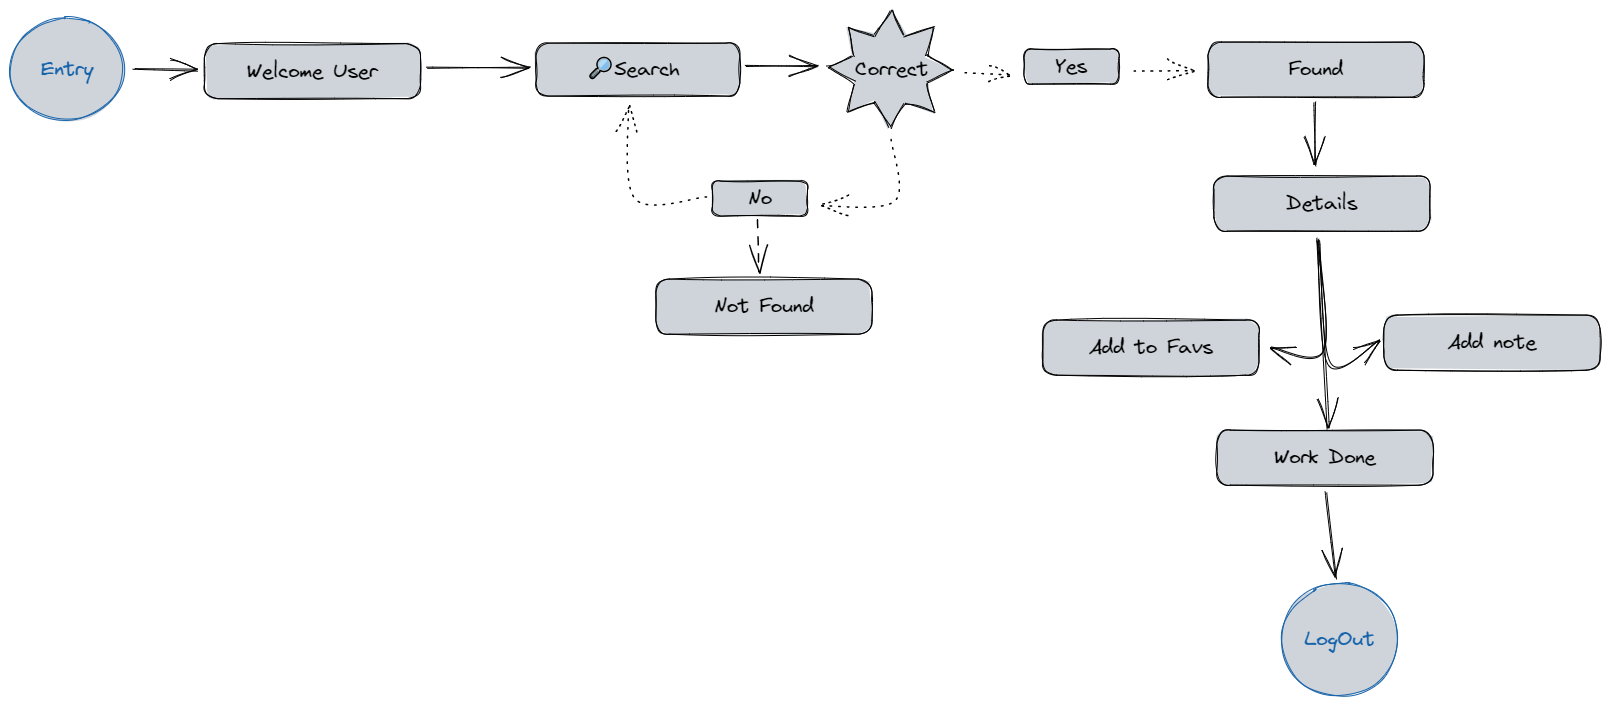 Entry
Welcome User
🔎Search
Correct
Yes
Found
No
Details
Not Found
Add to Favs
Add note
Work Done
LogOut